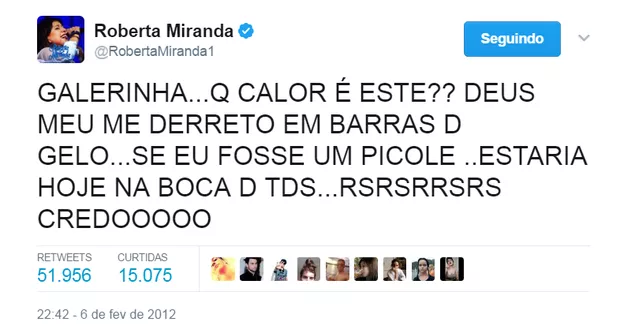 Roberta Miranda
@RobertaMiranda1
Seguindo
GALERINHA...Q CALOR É ESTE?? DEUS
MEU ME DERRETO EM BARRAS D
GELO...SE EU FOSSE UM PICOLE ..ESTARIA
HOJE NA BOCA D TDS...RSRSRRSRS
CREDOOOOO
RETWEETS CURTIDAS
51.956 15.075
22:42 - 6 de fev de 2012